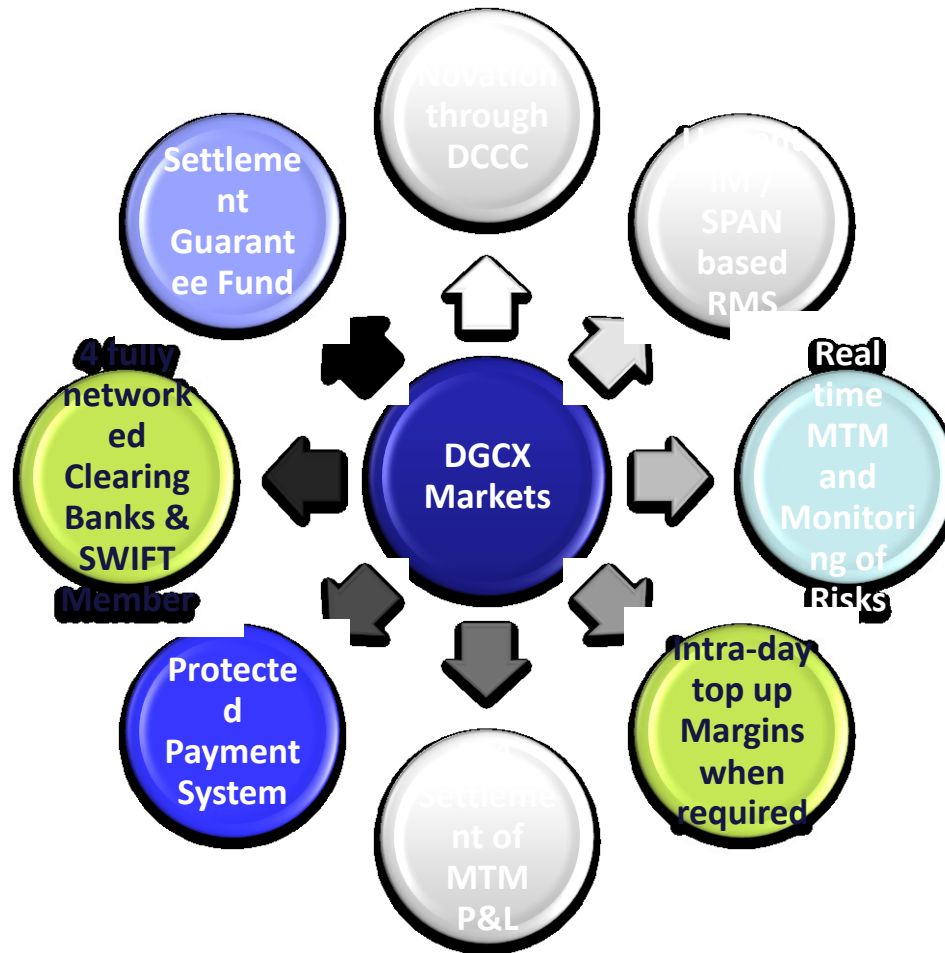 Novation
through
DCCC
IM /
SPAN
based
RMS
Real
time
MTM
and
Monitori
ng of
Risks
Intra-day
top up
Margins
when
required
Settleme
nt of
MTM
P&L
Protecte
d
Payment
System
4 fully
network
ed
Clearing
Banks &
SWIFT
Member
Settleme
nt
Guarant
ee Fund
DGCX
Markets